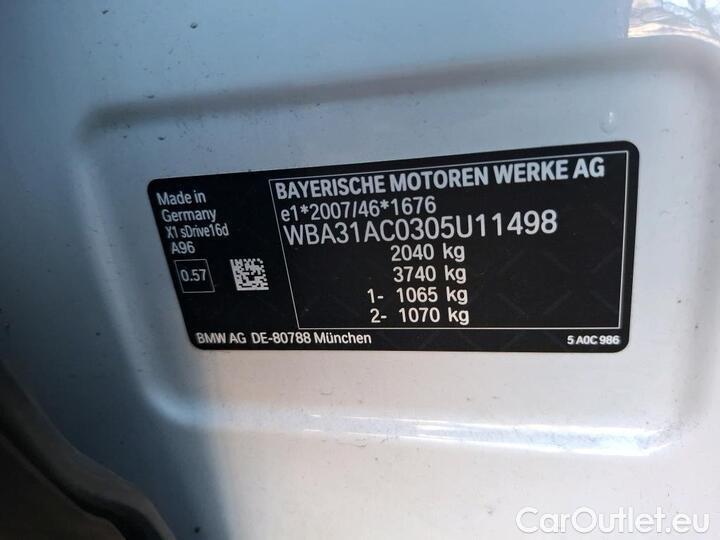 BAYERISCHE MOTOREN WERKE AG
e1*2007/46*1676
WBA31AC0305U11498
2040 kg
3740 kg
1- 1065 kg
2- 1070 kg
Made in
Germany
X1 sDrive16d
A96
0.57
BMW AG DE-80788 München
5 A0C 986
CarOutlet.eu